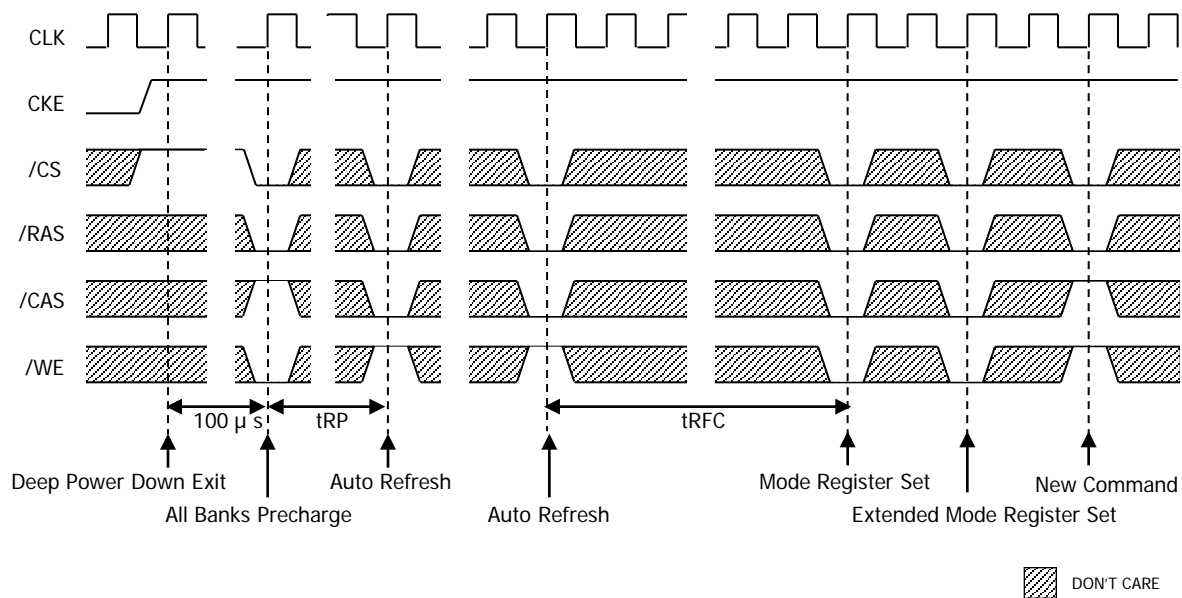 CLK
CKE
/CS
/RAS
/CAS
/WE
100 µ s
tRP
tRFC
Deep Power Down Exit
Auto Refresh
Mode Register Set
New Command
All Banks Precharge
Auto Refresh
Extended Mode Register Set
DON'T CARE